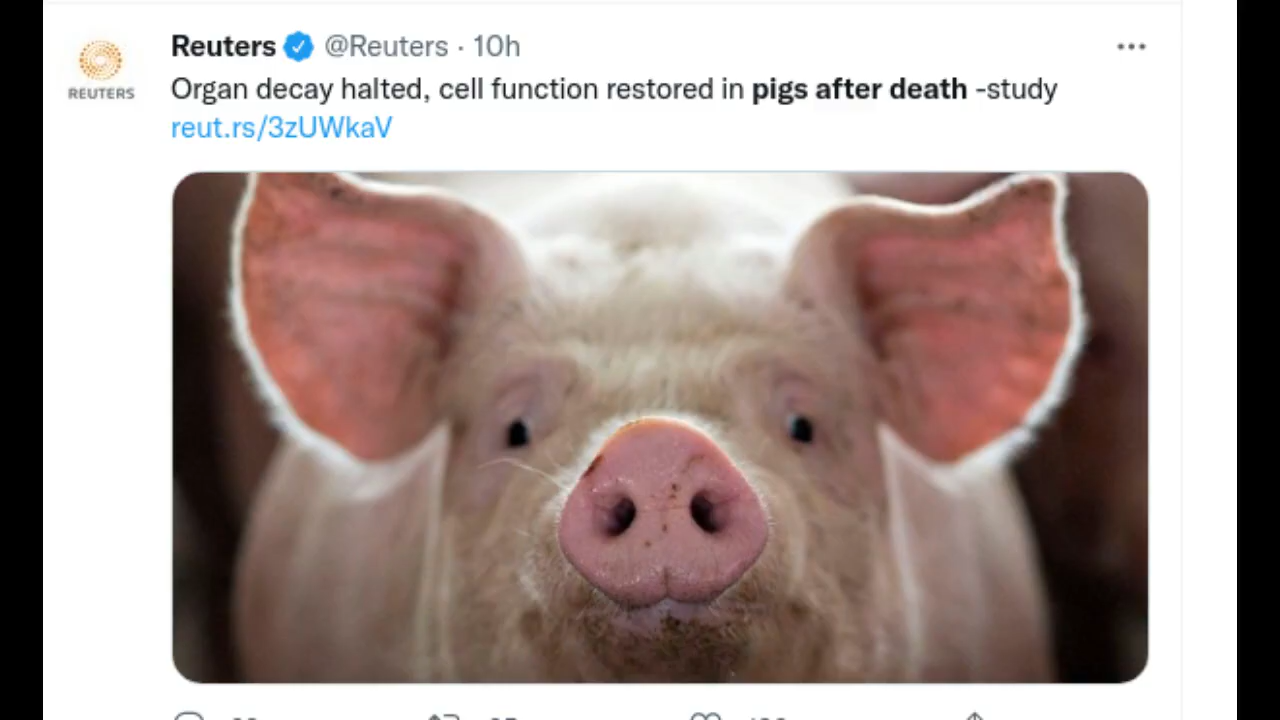 Reuters @Reuters · 10h
REUTERS
Organ decay halted, cell function restored in pigs after death -study
reut.rs/3zUWkaV